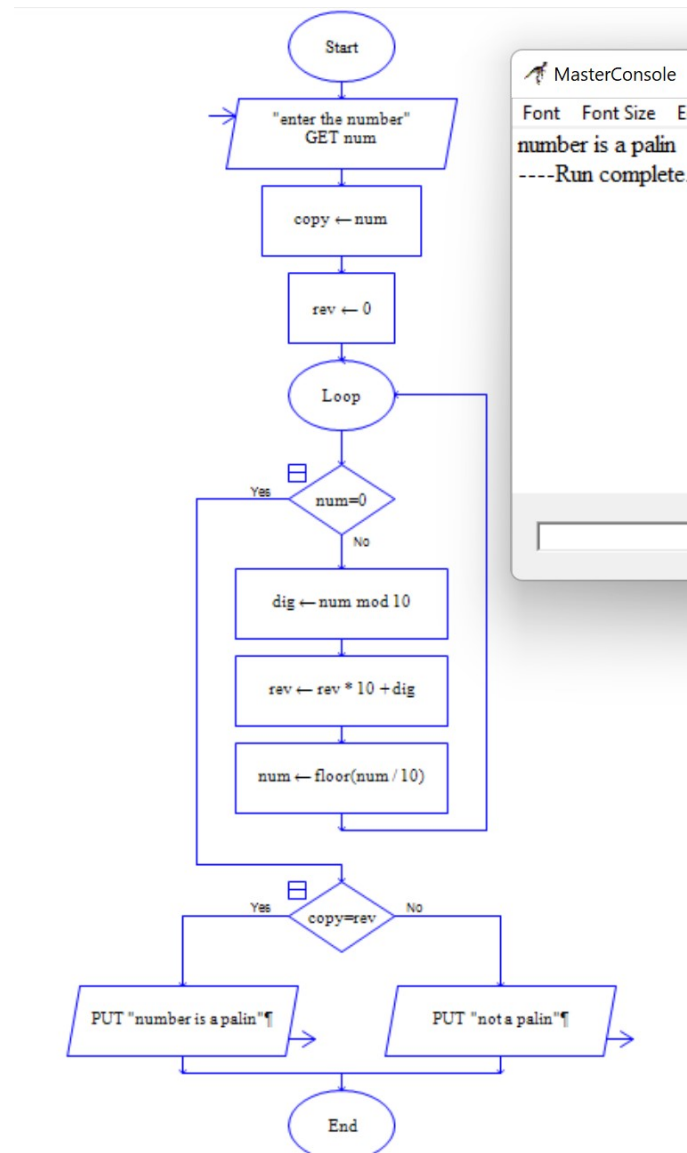 Start
"enter the number"
GET num
copy ← num
rev ← 0
Loop
Yes
num=0
No
dig ← num mod 10
rev ← rev * 10 + dig
num ← floor(num / 10)
Yes
copy=rev
No
PUT "number is a palin"¶
PUT "not a palin"¶
End
MasterConsole
Font Font Size E
number is a palin
----Run complete.